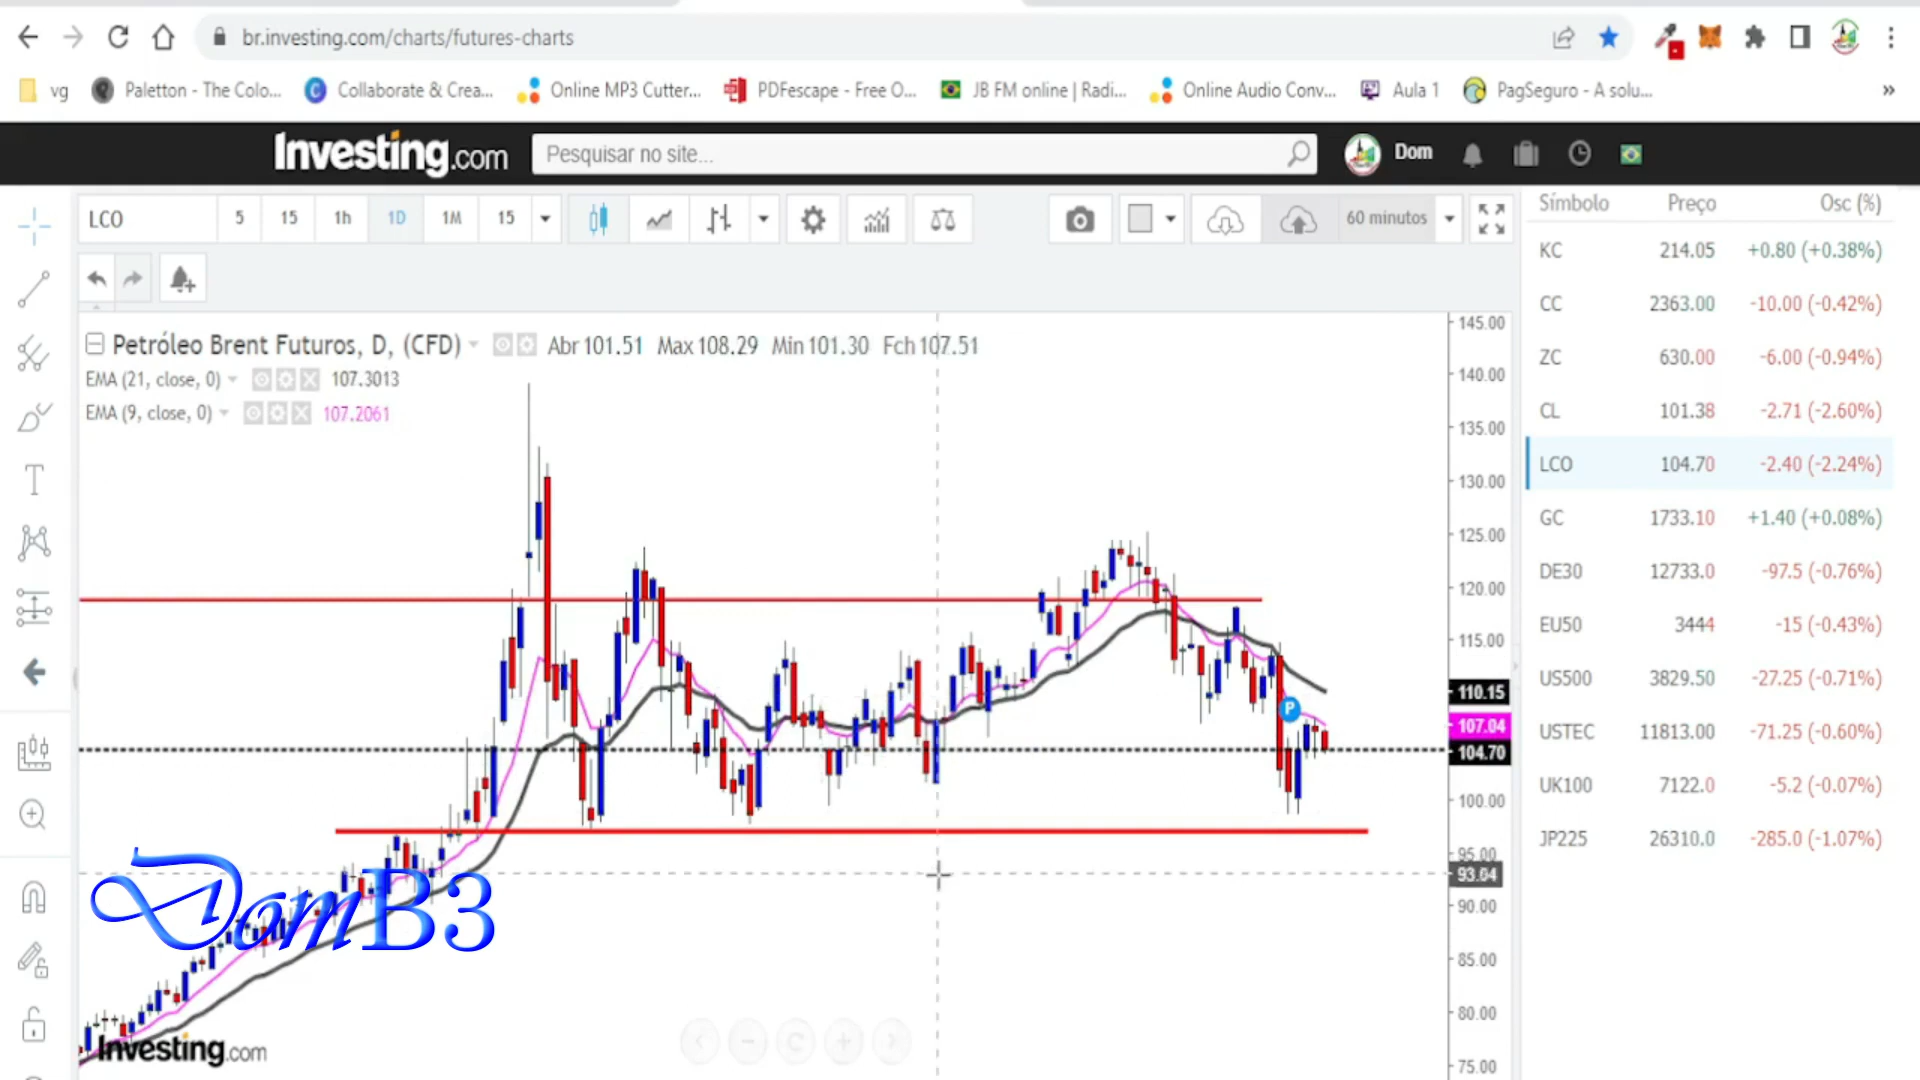 br.investing.com/charts/futures-charts
vg Paletton - The Colo... Collaborate & Crea... Online MP3 Cutter... PDFescape - Free O... JB FM online | Radi... Online Audio Conv... Aula 1 PagSeguro - A solu... »
Investing.com Pesquisar no site... Dom
LCO 5 15 1h 1D 1M 15 60 minutos
Petróleo Brent Futuros, D, (CFD) Abr 101.51 Max 108.29 Min 101.30 Fch 107.51
EMA (21, close, 0) 107.3013
EMA (9, close, 0) 107.2061
145.00
140.00
135.00
130.00
125.00
120.00
115.00
110.15
P
107.04
104.70
100.00
95.00
93.04
90.00
85.00
80.00
75.00
DomB3
Investing.com
Símbolo Preço Osc (%)
KC 214.05 +0.80 (+0.38%)
CC 2363.00 -10.00 (-0.42%)
ZC 630.00 -6.00 (-0.94%)
CL 101.38 -2.71 (-2.60%)
LCO 104.70 -2.40 (-2.24%)
GC 1733.10 +1.40 (+0.08%)
DE30 12733.0 -97.5 (-0.76%)
EU50 3444 -15 (-0.43%)
US500 3829.50 -27.25 (-0.71%)
USTEC 11813.00 -71.25 (-0.60%)
UK100 7122.0 -5.2 (-0.07%)
JP225 26310.0 -285.0 (-1.07%)